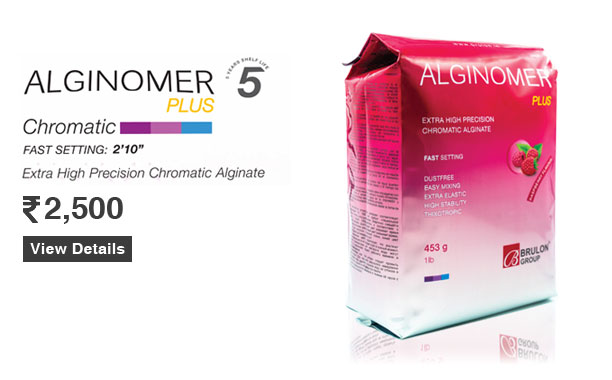 5 YEARS SHELF LIFE
ALGINOMER 5
PLUS
Chromatic
FAST SETTING: 2'10"
Extra High Precision Chromatic Alginate
₹ 2,500
View Details
ALGINOMER
PLUS
EXTRA HIGH PRECISION
CHROMATIC ALGINATE
FAST SETTING
DUSTFREE
EASY MIXING
EXTRA ELASTIC
HIGH STABILITY
THIXOTROPIC
453 g
1lb
B BRULON
GROUP